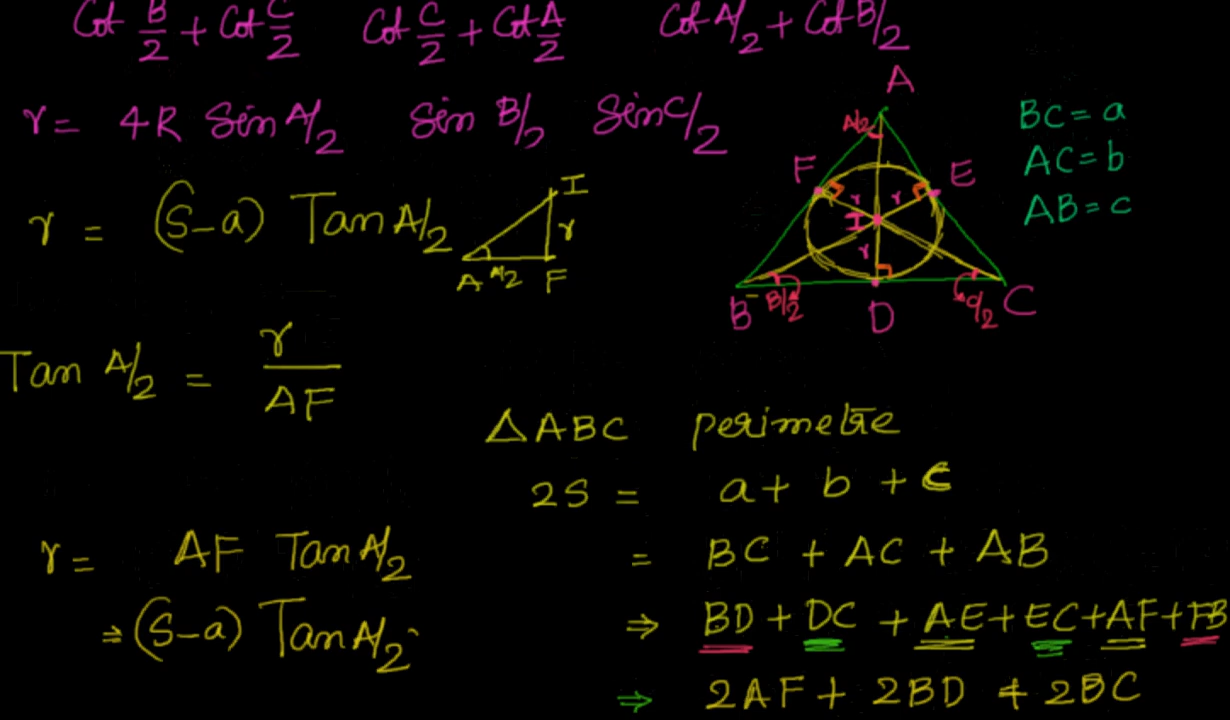 Cot B/2 + Cot C/2 Cot C/2 + Cot A/2 Cot A/2 + Cot B/2
r = 4R Sin A/2 Sin B/2 Sin C/2
r = (S-a) Tan A/2
I
r
A A/2 F
A
A/2
F E
r r
I
r
B B/2 D C/2 C
BC = a
AC = b
AB = c
Tan A/2 = r/AF
△ABC perimetre
2S = a + b + c
r = AF Tan A/2
= BC + AC + AB
⇒ (S-a) Tan A/2
⇒ BD + DC + AE + EC + AF + FB
⇒ 2AF + 2BD + 2BC